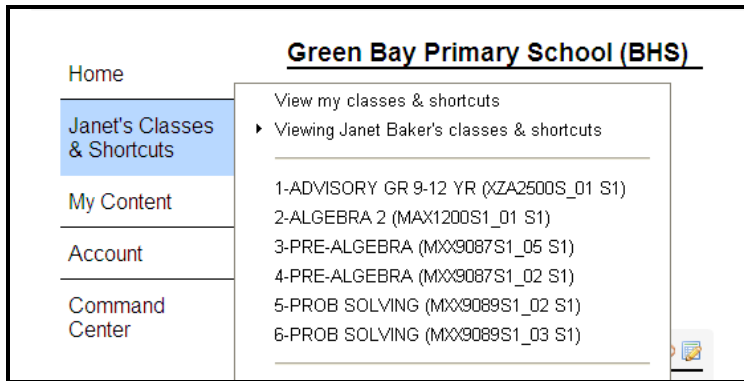 Green Bay Primary School (BHS)
Home
Janet's Classes
& Shortcuts
My Content
Account
Command
Center
View my classes & shortcuts
Viewing Janet Baker's classes & shortcuts
1-ADVISORY GR 9-12 YR (XZA2500S_01 S1)
2-ALGEBRA 2 (MAX1200S1_01 S1)
3-PRE-ALGEBRA (MXX9087S1_05 S1)
4-PRE-ALGEBRA (MXX9087S1_02 S1)
5-PROB SOLVING (MXX9089S1_02 S1)
6-PROB SOLVING (MXX9089S1_03 S1)